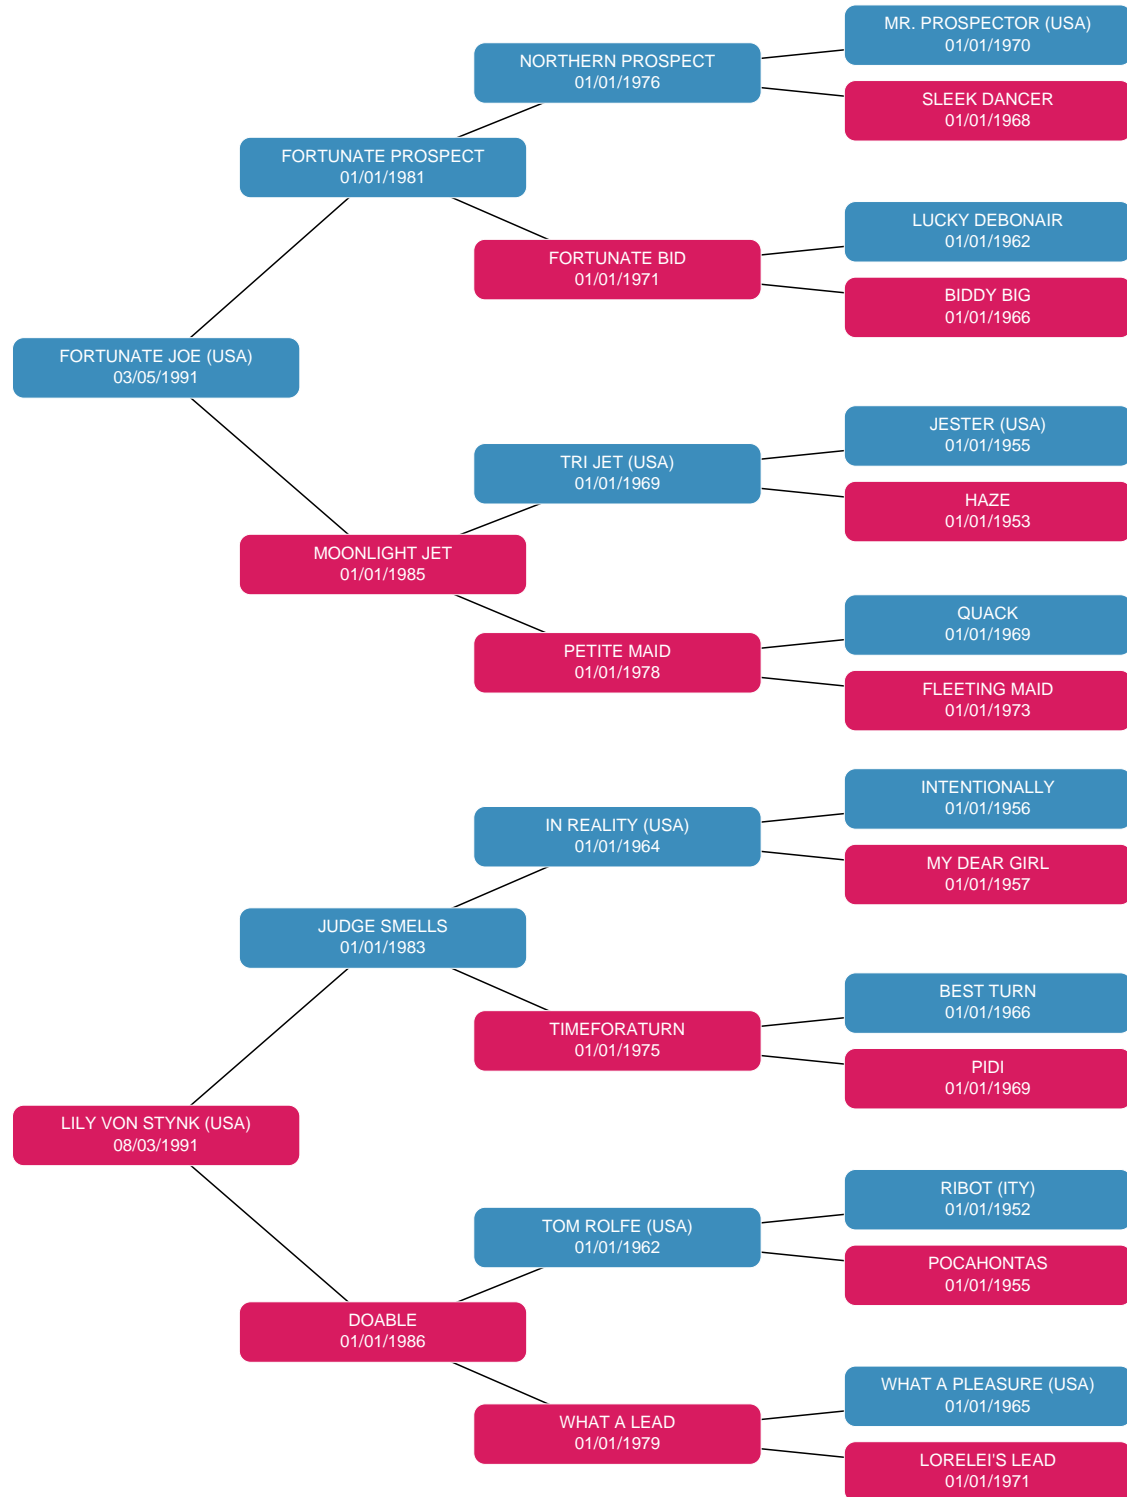 MR. PROSPECTOR (USA)
01/01/1970
NORTHERN PROSPECT
01/01/1976
SLEEK DANCER
01/01/1968
FORTUNATE PROSPECT
01/01/1981
LUCKY DEBONAIR
01/01/1962
FORTUNATE BID
01/01/1971
BIDDY BIG
01/01/1966
FORTUNATE JOE (USA)
03/05/1991
JESTER (USA)
01/01/1955
TRI JET (USA)
01/01/1969
HAZE
01/01/1953
MOONLIGHT JET
01/01/1985
QUACK
01/01/1969
PETITE MAID
01/01/1978
FLEETING MAID
01/01/1973
INTENTIONALLY
01/01/1956
IN REALITY (USA)
01/01/1964
MY DEAR GIRL
01/01/1957
JUDGE SMELLS
01/01/1983
BEST TURN
01/01/1966
TIMEFORATURN
01/01/1975
PIDI
01/01/1969
LILY VON STYNK (USA)
08/03/1991
RIBOT (ITY)
01/01/1952
TOM ROLFE (USA)
01/01/1962
POCAHONTAS
01/01/1955
DOABLE
01/01/1986
WHAT A PLEASURE (USA)
01/01/1965
WHAT A LEAD
01/01/1979
LORELEI'S LEAD
01/01/1971